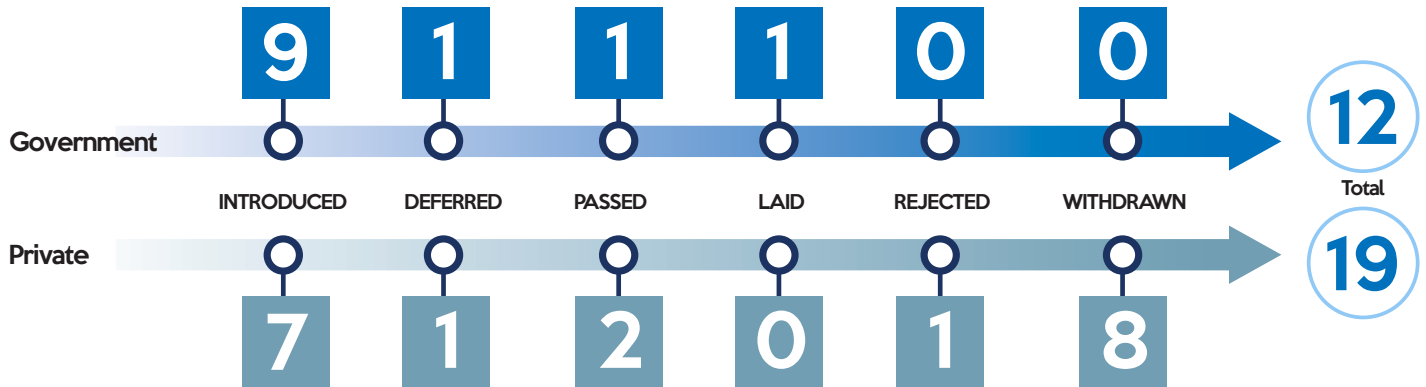 9 1 1 1 0 0
Government
12
INTRODUCED DEFERRED PASSED LAID REJECTED WITHDRAWN
Total
Private
19
7 1 2 0 1 8